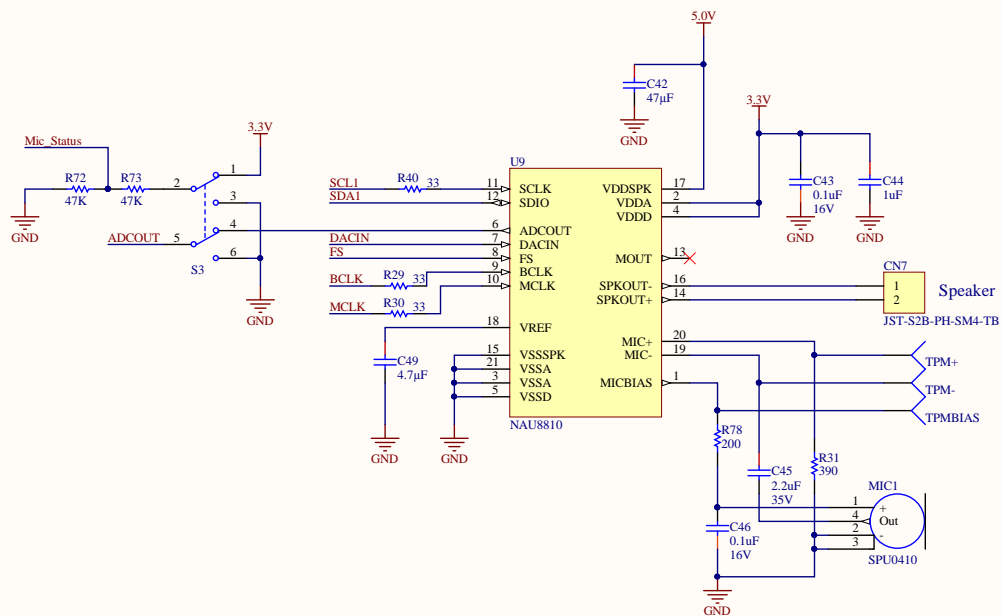 5.0V
C42
47µF
GND
3.3V
3.3V
Mic_Status
R72
47K
R73
47K
GND
1
2
3
4
5
6
ADCOUT
S3
GND
U9
C43
0.1uF
16V
C44
1uF
GND
GND
SCL1
R40
33
11
SCLK
VDDSPK
17
SDA1
12
SDIO
VDDA
2
VDDD
4
6
ADCOUT
DACIN
7
DACIN
FS
8
FS
MOUT
13
BCLK
R29
33
9
BCLK
MCLK
R30
33
10
MCLK
SPKOUT-
16
SPKOUT+
14
CN7
1
2
Speaker
JST-S2B-PH-SM4-TB
18
VREF
MIC+
20
MIC-
19
15
VSSSPK
21
VSSA
3
VSSA
5
VSSD
MICBIAS
1
NAU8810
C49
4.7µF
GND
GND
TPM+
TPM-
TPMBIAS
R78
200
C45
2.2uF
35V
R31
390
MIC1
1
+
4
Out
2
-
3
SPU0410
C46
0.1uF
16V
GND